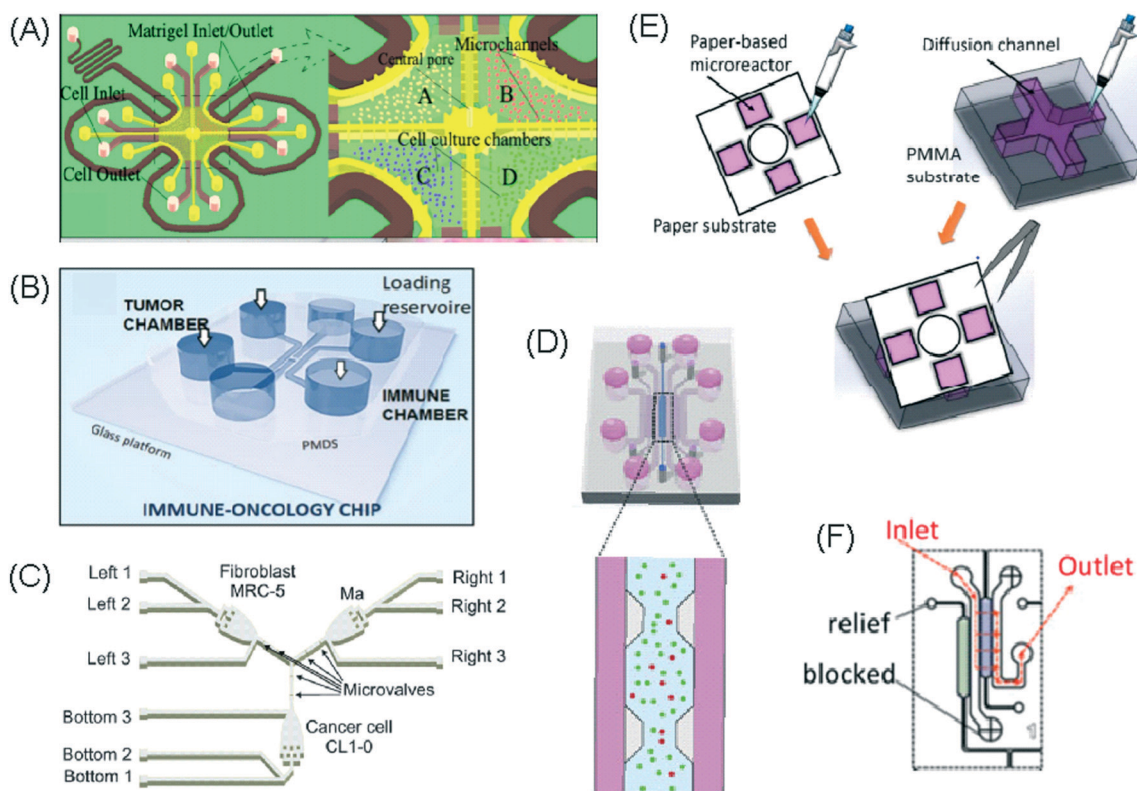 (A)
Matrigel Inlet/Outlet
Cell Inlet
Cell Outlet
Microchannels
Central pore
A
B
Cell culture chambers
C
D
(B)
TUMOR
CHAMBER
Loading
reservoire
IMMUNE
CHAMBER
Glass platform
PMDS
IMMUNE-ONCOLOGY CHIP
(C)
Left 1
Left 2
Left 3
Fibroblast
MRC-5
Ma
Right 1
Right 2
Right 3
Microvalves
Bottom 3
Bottom 2
Bottom 1
Cancer cell
CL1-0
(D)
(E)
Paper-based
microreactor
Diffusion channel
PMMA
substrate
Paper substrate
(F)
Inlet
Outlet
relief
blocked
1